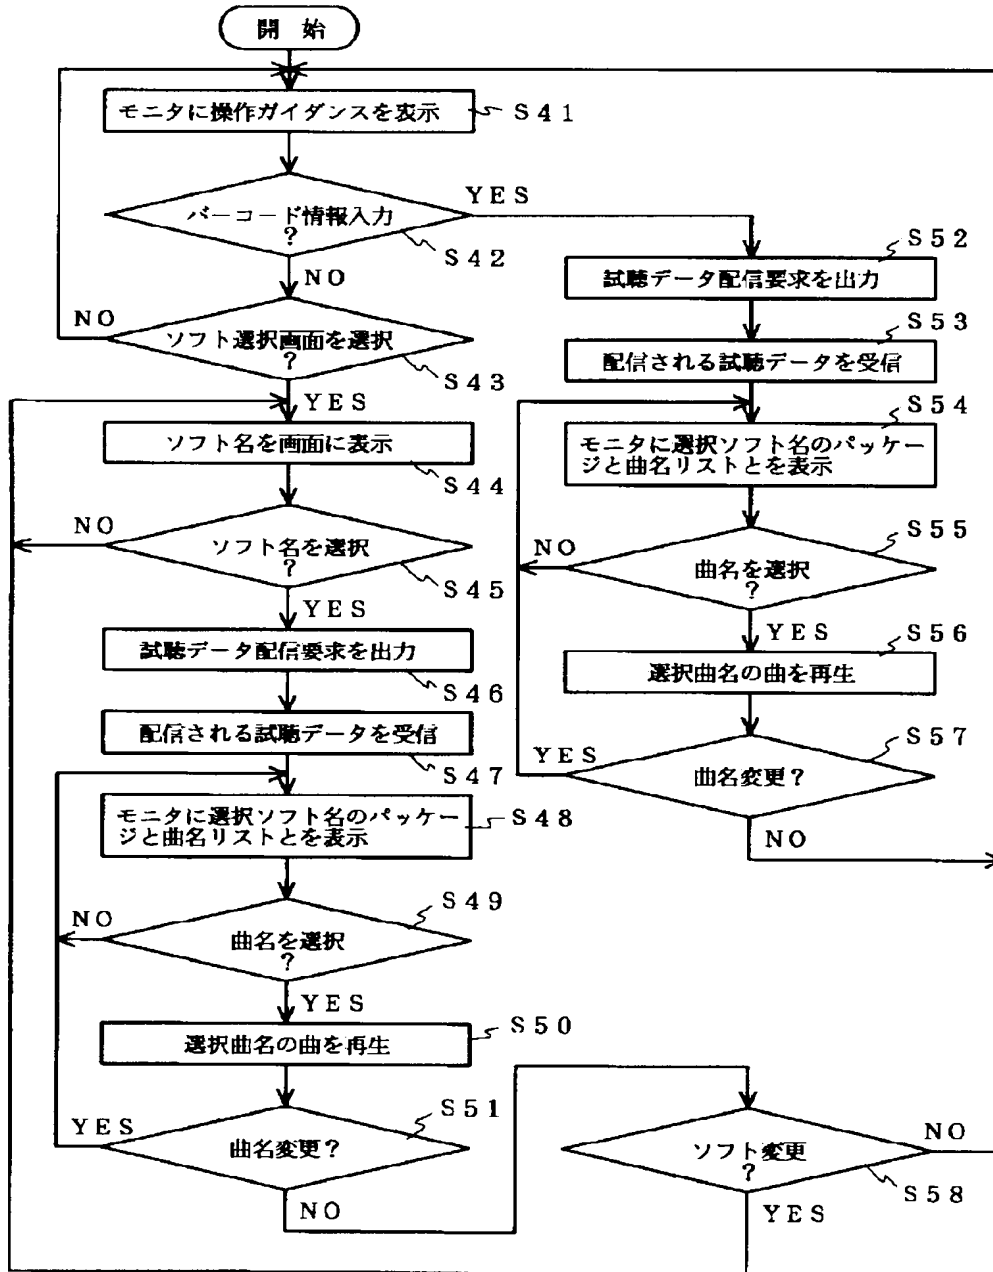 開 始
モニタに操作ガイダンスを表示
S41
バーコード情報入力
?
S42
YES
NO
ソフト選択画面を選択
?
S43
NO
YES
ソフト名を画面に表示
S44
ソフト名を選択
?
S45
NO
YES
試聴データ配信要求を出力
S46
配信される試聴データを受信
S47
モニタに選択ソフト名のパッケー
ジと曲名リストとを表示
S48
曲名を選択
?
S49
NO
YES
選択曲名の曲を再生
S50
曲名変更?
S51
YES
NO
試聴データ配信要求を出力
S52
配信される試聴データを受信
S53
モニタに選択ソフト名のパッケー
ジと曲名リストとを表示
S54
曲名を選択
?
S55
NO
YES
選択曲名の曲を再生
S56
曲名変更?
S57
YES
NO
ソフト変更
?
S58
NO
YES